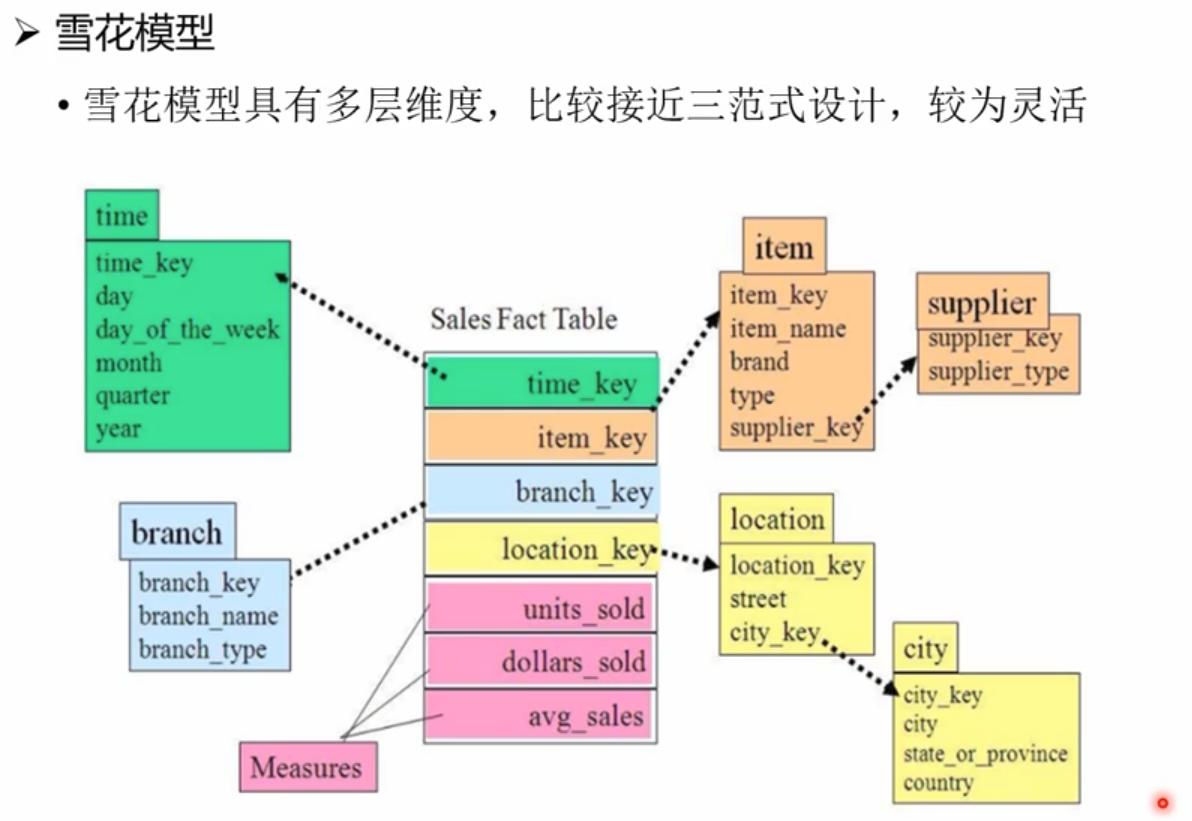 雪花模型
雪花模型具有多层维度，比较接近三范式设计，较为灵活
time
time_key
day
day_of_the_week
month
quarter
year
branch
branch_key
branch_name
branch_type
Sales Fact Table
time_key
item_key
branch_key
location_key
units_sold
dollars_sold
avg_sales
Measures
item
item_key
item_name
brand
type
supplier_key
supplier
supplier_key
supplier_type
location
location_key
street
city_key
city
city_key
city
state_or_province
country